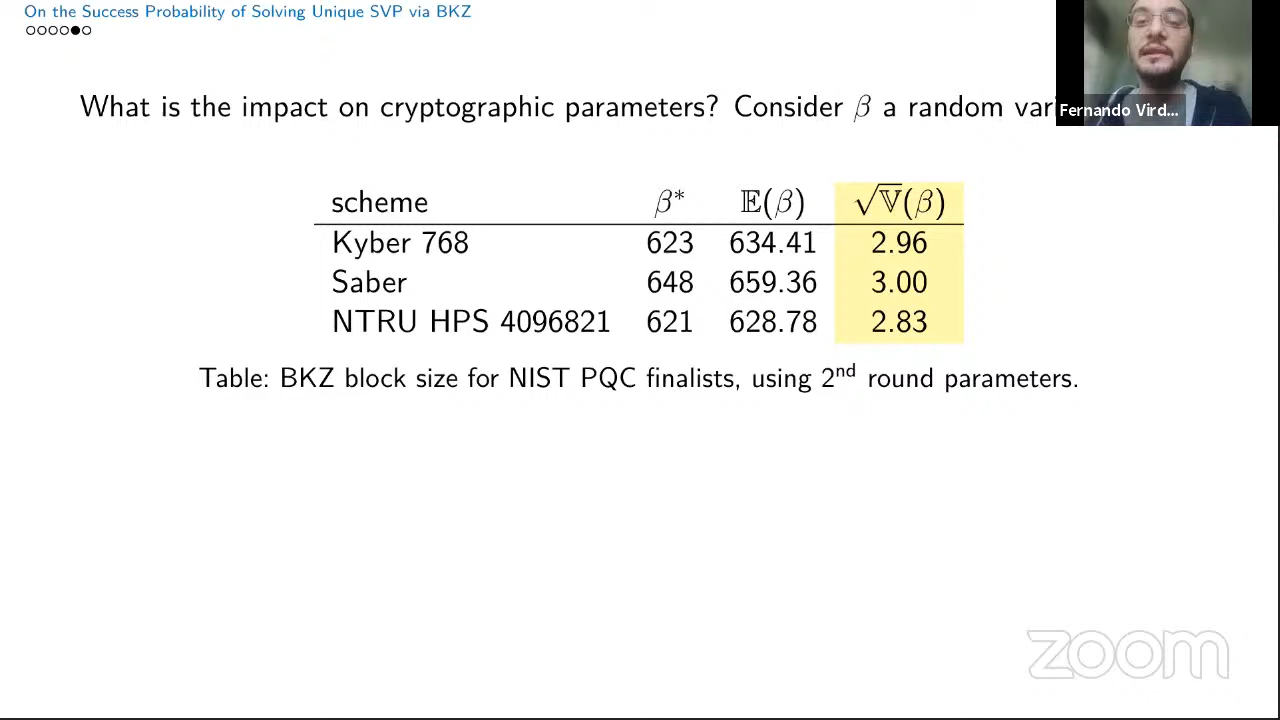 On the Success Probability of Solving Unique SVP via BKZ
What is the impact on cryptographic parameters? Consider β a random vari
Fernando Vird...
scheme β* 𝔼(β) √𝕍(β)
Kyber 768 623 634.41 2.96
Saber 648 659.36 3.00
NTRU HPS 4096821 621 628.78 2.83
Table: BKZ block size for NIST PQC finalists, using 2nd round parameters.
zoom